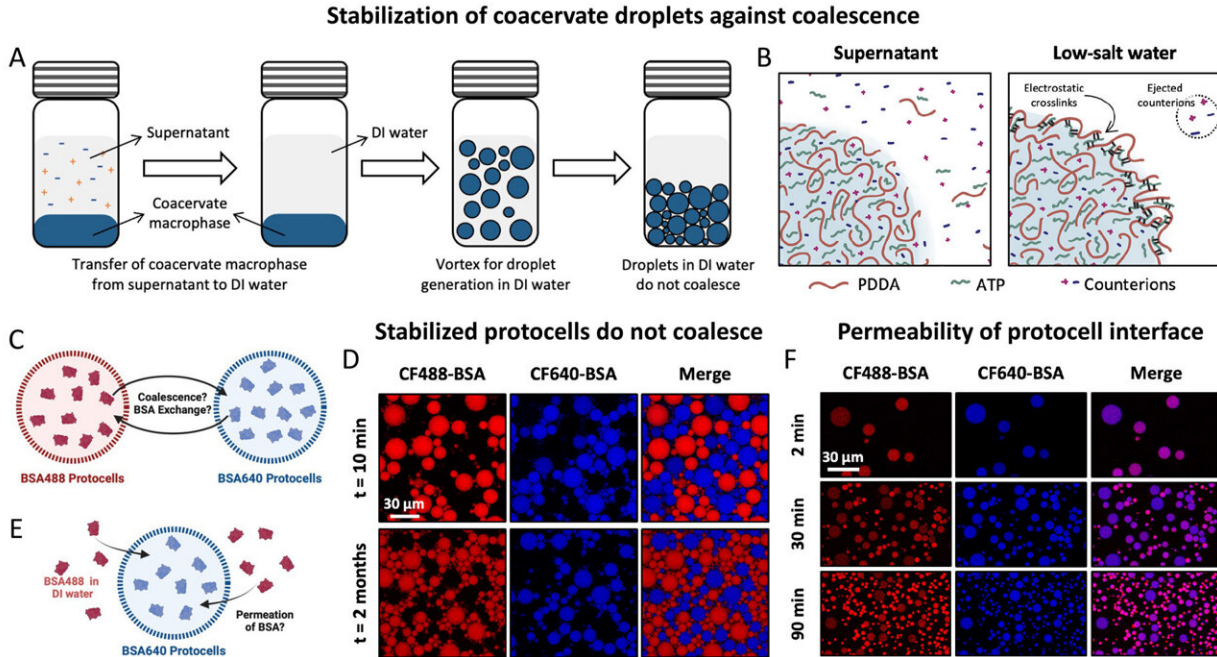 Stabilization of coacervate droplets against coalescence
A
Supernatant
Coacervate
macrophase
DI water
Transfer of coacervate macrophase
from supernatant to DI water
Vortex for droplet
generation in DI water
Droplets in DI water
do not coalesce
B
Supernatant
Low-salt water
Electrostatic
crosslinks
Ejected
counterions
PDDA
ATP
Counterions
C
Coalescence?
BSA Exchange?
BSA488 Protocells
BSA640 Protocells
Stabilized protocells do not coalesce
D
CF488-BSA
CF640-BSA
Merge
t = 10 min
30 µm
t = 2 months
E
BSA488 in
DI water
Permeation
of BSA?
BSA640 Protocells
Permeability of protocell interface
F
CF488-BSA
CF640-BSA
Merge
2 min
30 µm
30 min
90 min